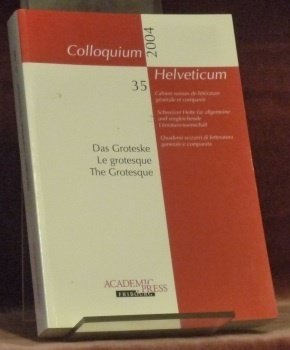 Colloquium
2004
35
Helveticum
Cahiers suisses de littérature
générale et comparée
Schweizer Hefte für allgemeine
und vergleichende
Literaturwissenschaft
Quaderni svizzeri di letteratura
generale e comparata
Das Groteske
Le grotesque
The Grotesque
ACADEMIC
PRESS
FRIBOURG